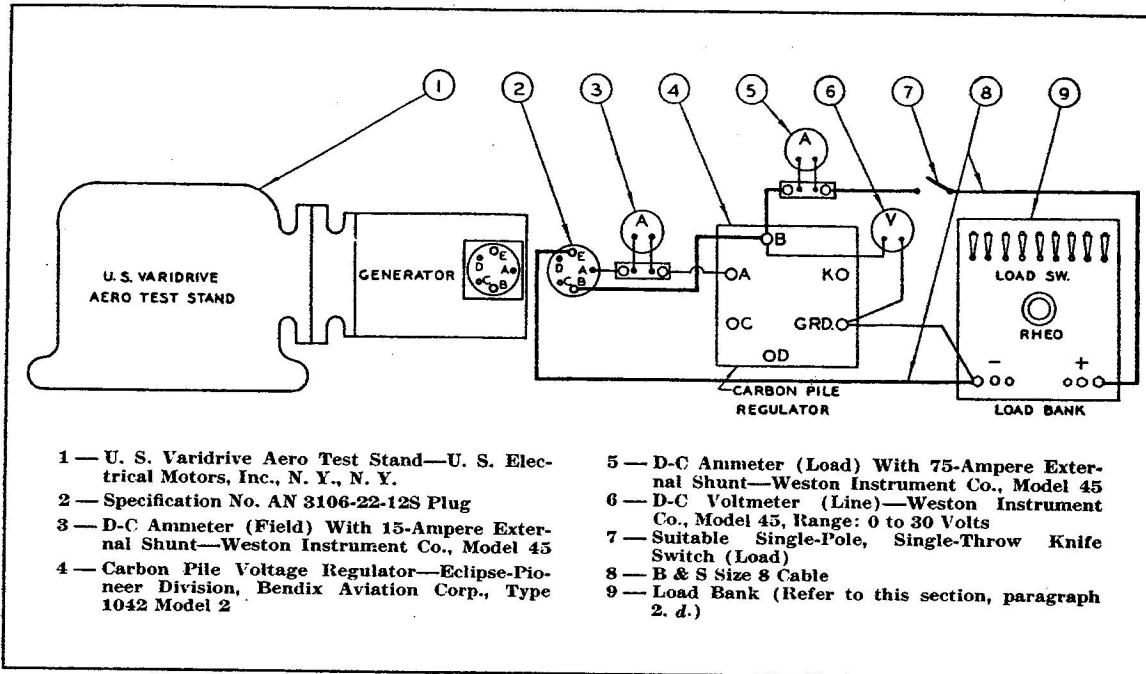 1
2
3
4
5
6
7
8
9
U. S. VARIDRIVE
AERO TEST STAND
GENERATOR
E
D
A
C
B
E
D
A
C
B
A
A
V
B
A
K
C
GRD.
D
CARBON PILE
REGULATOR
LOAD SW.
RHEO
- +
LOAD BANK
1 — U. S. Varidrive Aero Test Stand—U. S. Elec-
trical Motors, Inc., N. Y., N. Y.
2 — Specification No. AN 3106-22-12S Plug
3 — D-C Ammeter (Field) With 15-Ampere Exter-
nal Shunt—Weston Instrument Co., Model 45
4 — Carbon Pile Voltage Regulator—Eclipse-Pio-
neer Division, Bendix Aviation Corp., Type
1042 Model 2
5 — D-C Ammeter (Load) With 75-Ampere Exter-
nal Shunt—Weston Instrument Co., Model 45
6 — D-C Voltmeter (Line)—Weston Instrument
Co., Model 45, Range: 0 to 30 Volts
7 — Suitable Single-Pole, Single-Throw Knife
Switch (Load)
8 — B & S Size 8 Cable
9 — Load Bank (Refer to this section, paragraph
2. d.)